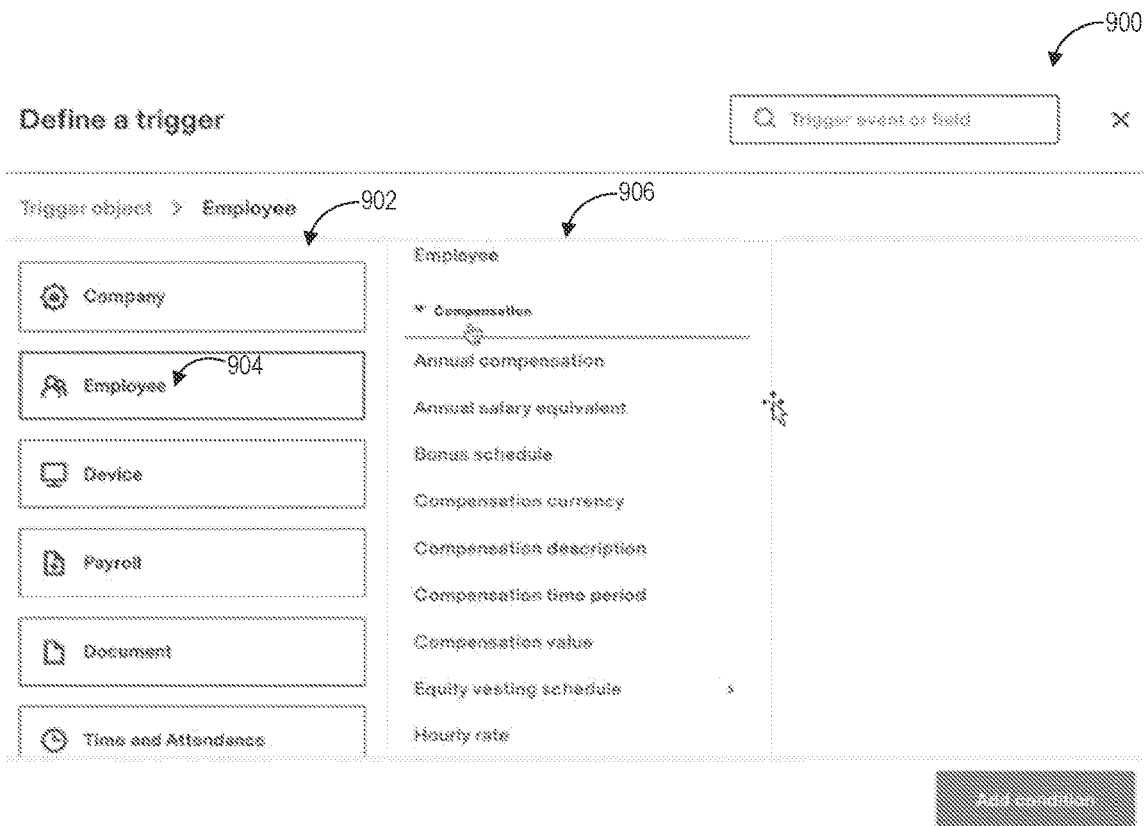 900
Define a trigger
Trigger event or field
Trigger object > Employee
902
906
Company
Employee
904
Device
Payroll
Document
Time and Attendance
Employee
Compensation
Annual compensation
Annual salary equivalent
Bonus schedule
Compensation currency
Compensation description
Compensation time period
Compensation value
Equity vesting schedule >
Hourly rate
Add condition